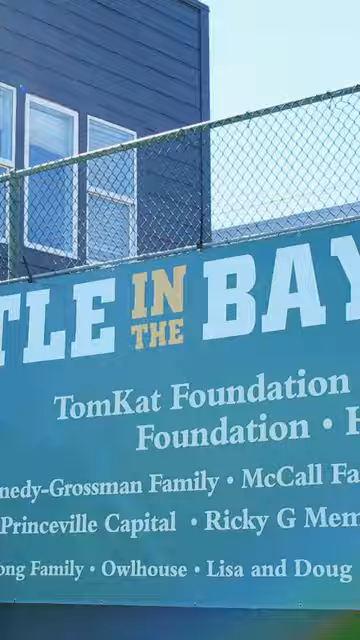 TLE IN THE BAY
TomKat Foundation
Foundation •
nedy-Grossman Family • McCall Fa
Princeville Capital • Ricky G Mem
ong Family • Owlhouse • Lisa and Doug